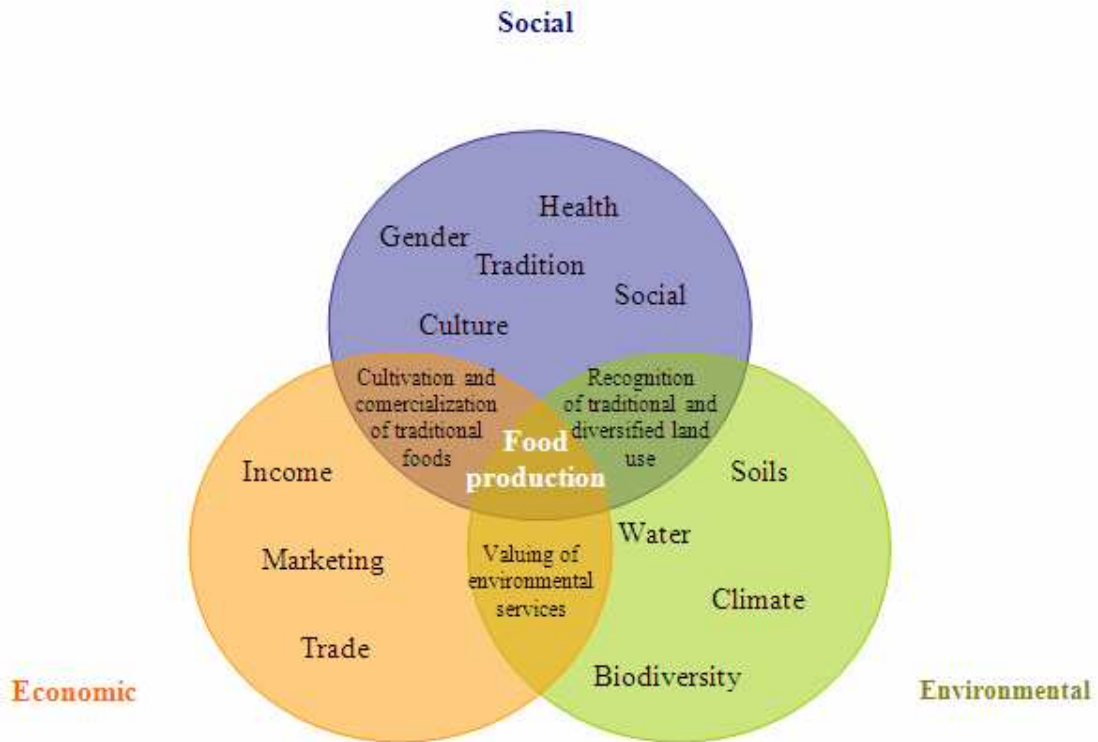 Social
Health
Gender
Tradition
Social
Culture
Cultivation and
comercialization
of traditional
foods
Recognition
of traditional and
diversified land
use
Food
production
Income
Marketing
Trade
Valuing of
environmental
services
Soils
Water
Climate
Biodiversity
Economic
Environmental